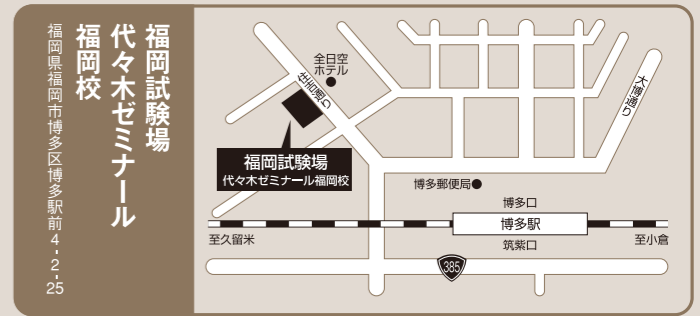 福岡試験場
代々木ゼミナール
福岡校
福岡県福岡市博多区博多駅前4-2-25
全日空
ホテル
住吉通り
大博通り
福岡試験場
代々木ゼミナール福岡校
博多郵便局
博多口
博多駅
筑紫口
至久留米
至小倉
385